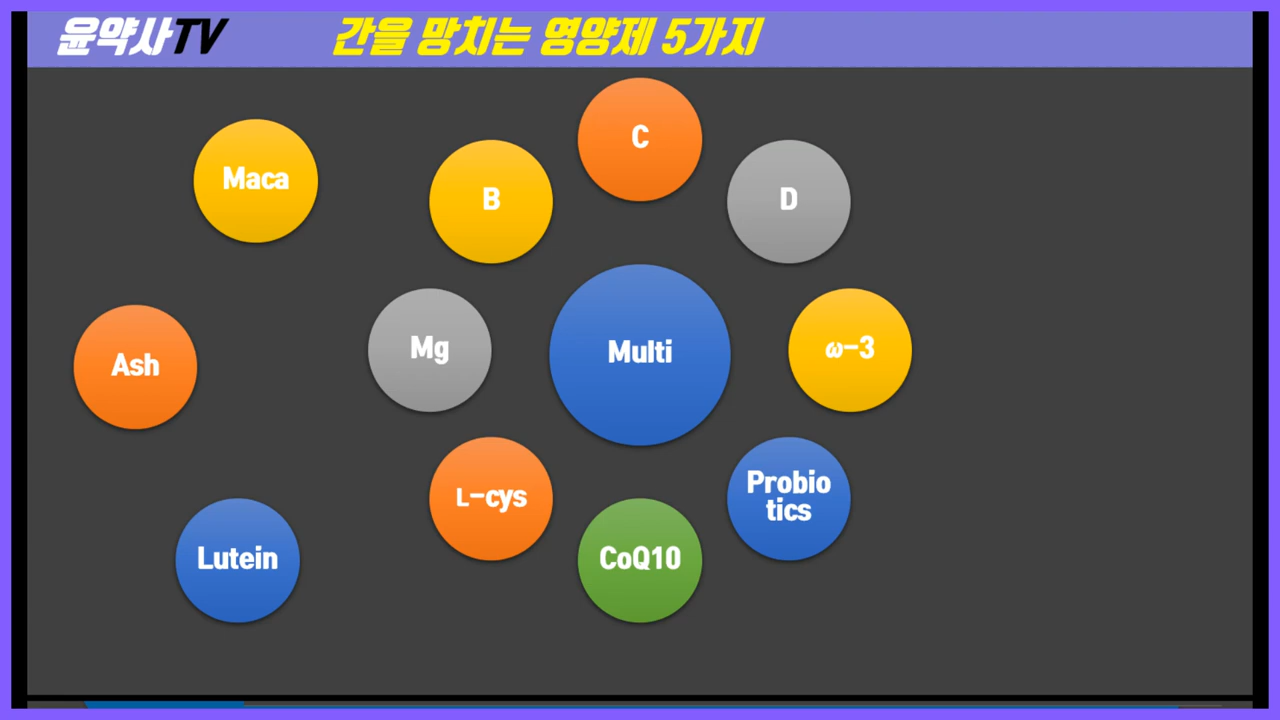 윤약사TV
간을 망치는 영양제 5가지
C
Maca
B
D
Mg
Multi
ω-3
Ash
L-cys
Probio
tics
Lutein
CoQ10